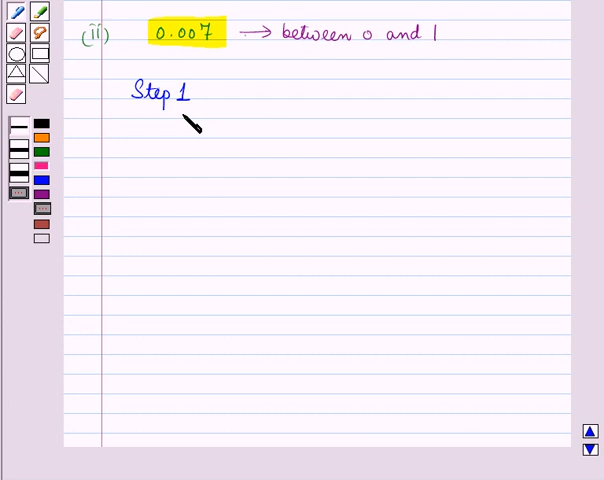 (ii) 0.007 → between 0 and 1
Step 1